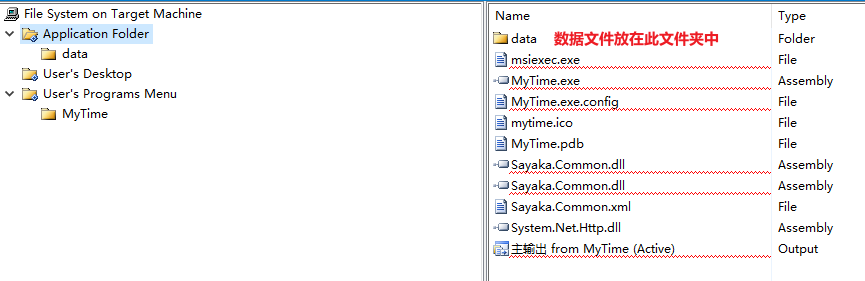 File System on Target Machine
Application Folder
data
User's Desktop
User's Programs Menu
MyTime
Name Type
data 数据文件放在此文件夹中 Folder
msiexec.exe File
MyTime.exe Assembly
MyTime.exe.config File
mytime.ico File
MyTime.pdb File
Sayaka.Common.dll Assembly
Sayaka.Common.dll Assembly
Sayaka.Common.xml File
System.Net.Http.dll Assembly
主输出 from MyTime (Active) Output